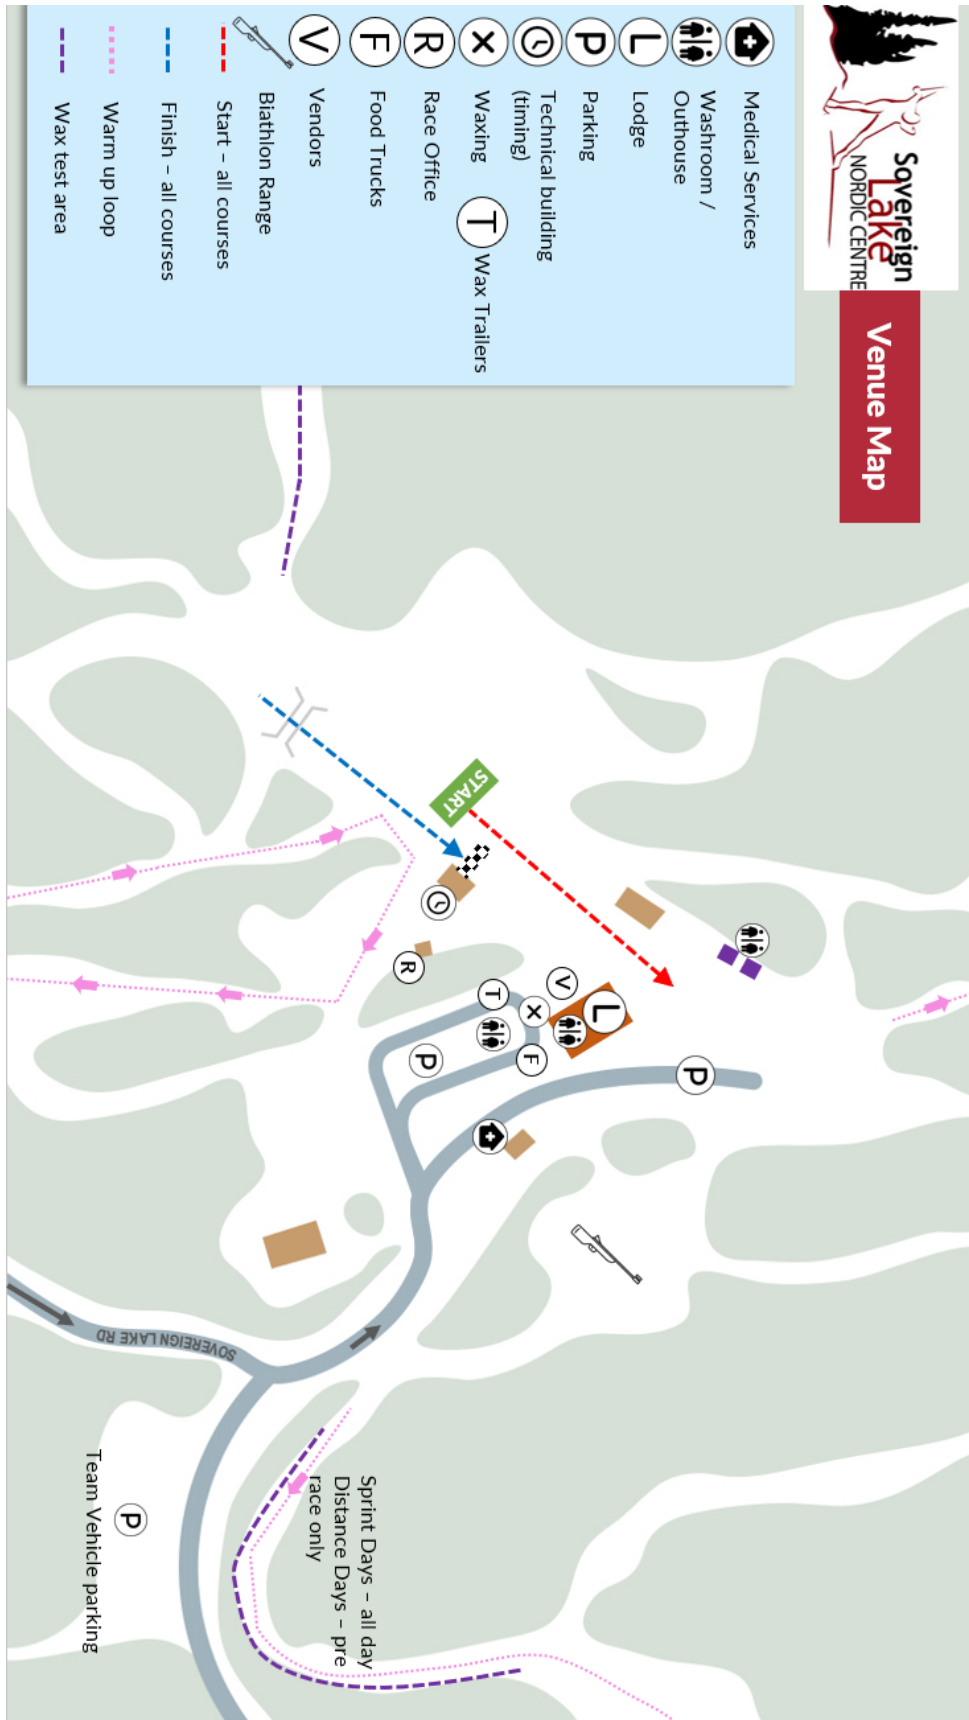 Sovereign
Lake
NORDIC CENTRE
Venue Map
Medical Services
Washroom /
Outhouse
L Lodge
P Parking
Technical building
(timing)
X Waxing
T Wax Trailers
R Race Office
F Food Trucks
V Vendors
Biathlon Range
Start – all courses
Finish – all courses
Warm up loop
Wax test area
START
R
T
V
X
L
F
P
P
SOVEREIGN LAKE RD
Sprint Days – all day
Distance Days – pre
race only
P
Team Vehicle parking